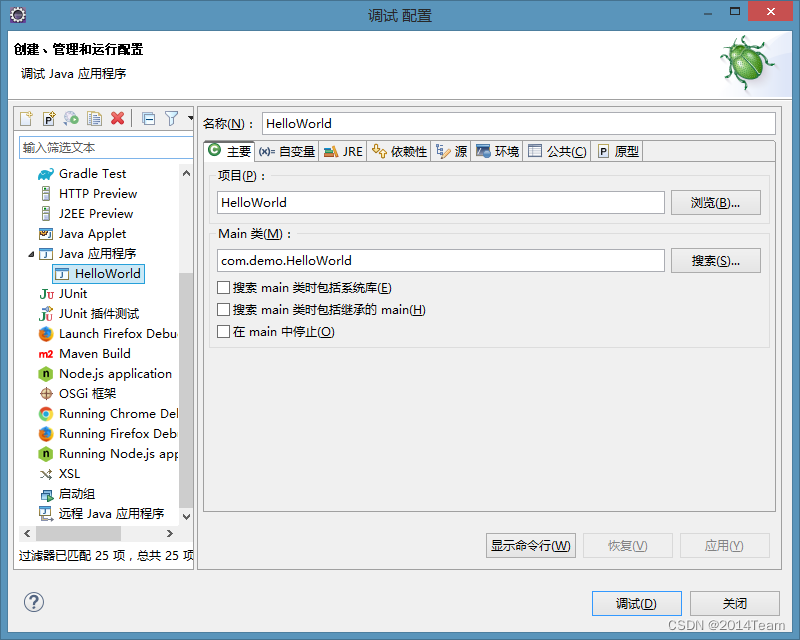 调试 配置
创建、管理和运行配置
调试 Java 应用程序
输入筛选文本
Gradle Test
HTTP Preview
J2EE Preview
Java Applet
Java 应用程序
HelloWorld
JUnit
JUnit 插件测试
Launch Firefox Debu
Maven Build
Node.js application
OSGi 框架
Running Chrome Del
Running Firefox Deb
Running Node.js app
XSL
启动组
远程 Java 应用程序
过滤器已匹配 25 项，总共 25 项
名称(N)： HelloWorld
主要 (x)= 自变量 JRE 依赖性 源 环境 公共(C) P 原型
项目(P)：
HelloWorld 浏览(B)...
Main 类(M)：
com.demo.HelloWorld 搜索(S)...
搜索 main 类时包括系统库(E)
搜索 main 类时包括继承的 main(H)
在 main 中停止(O)
显示命令行(W) 恢复(V) 应用(Y)
调试(D) 关闭
CSDN @2014Team